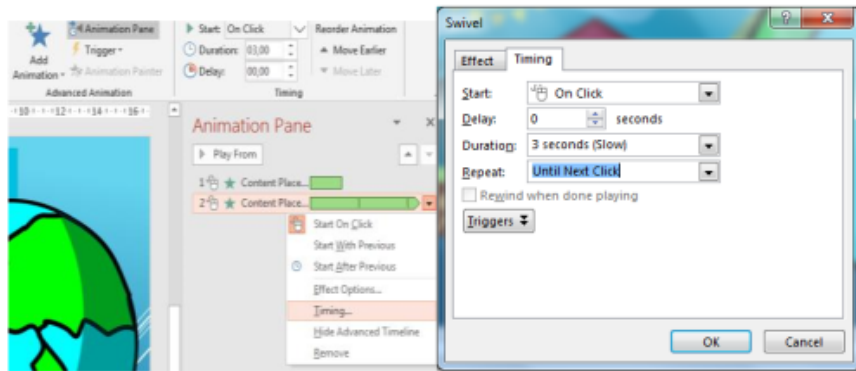 Animation Pane
Add
Animation
Trigger
Animation Painter
Advanced Animation
Start: On Click
Duration: 03,00
Delay: 00,00
Reorder Animation
Move Earlier
Move Later
Timing
Animation Pane
Play From
1 Content Place...
2 Content Place...
Start On Click
Start With Previous
Start After Previous
Effect Options...
Timing...
Hide Advanced Timeline
Remove
Swivel
Effect Timing
Start: On Click
Delay: 0 seconds
Duration: 3 seconds (Slow)
Repeat: Until Next Click
Rewind when done playing
Triggers
OK Cancel